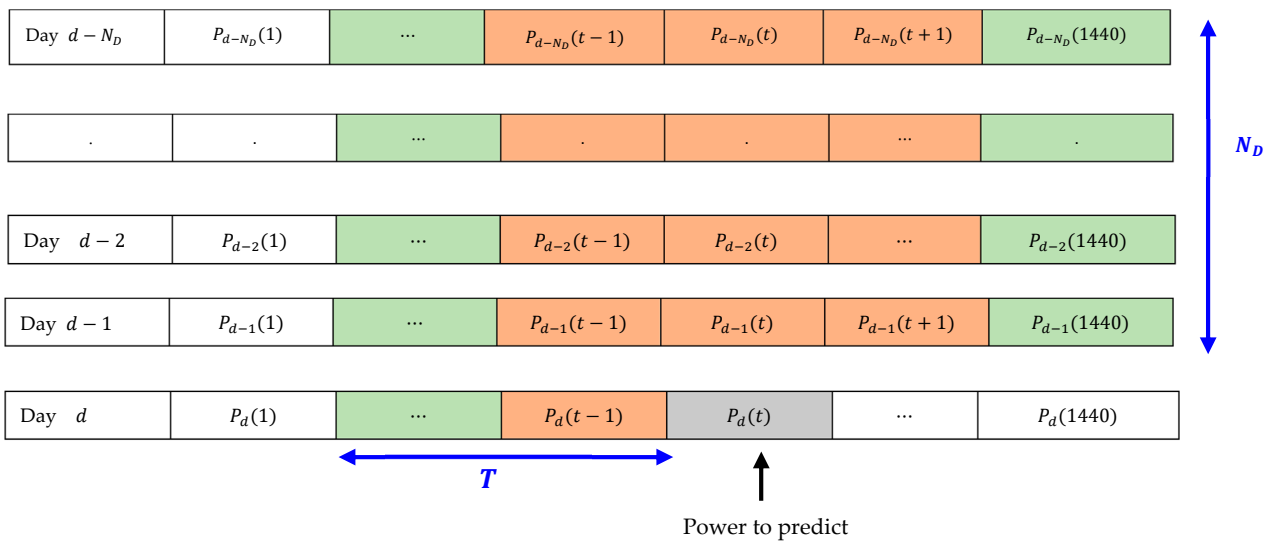 Day d − N_D P_{d−N_D}(1) ⋯ P_{d−N_D}(t − 1) P_{d−N_D}(t) P_{d−N_D}(t + 1) P_{d−N_D}(1440)
. . ⋯ . . ⋯ .
N_D
Day d − 2 P_{d−2}(1) ⋯ P_{d−2}(t − 1) P_{d−2}(t) ⋯ P_{d−2}(1440)
Day d − 1 P_{d−1}(1) ⋯ P_{d−1}(t − 1) P_{d−1}(t) P_{d−1}(t + 1) P_{d−1}(1440)
Day d P_d(1) ⋯ P_d(t − 1) P_d(t) ⋯ P_d(1440)
T
Power to predict